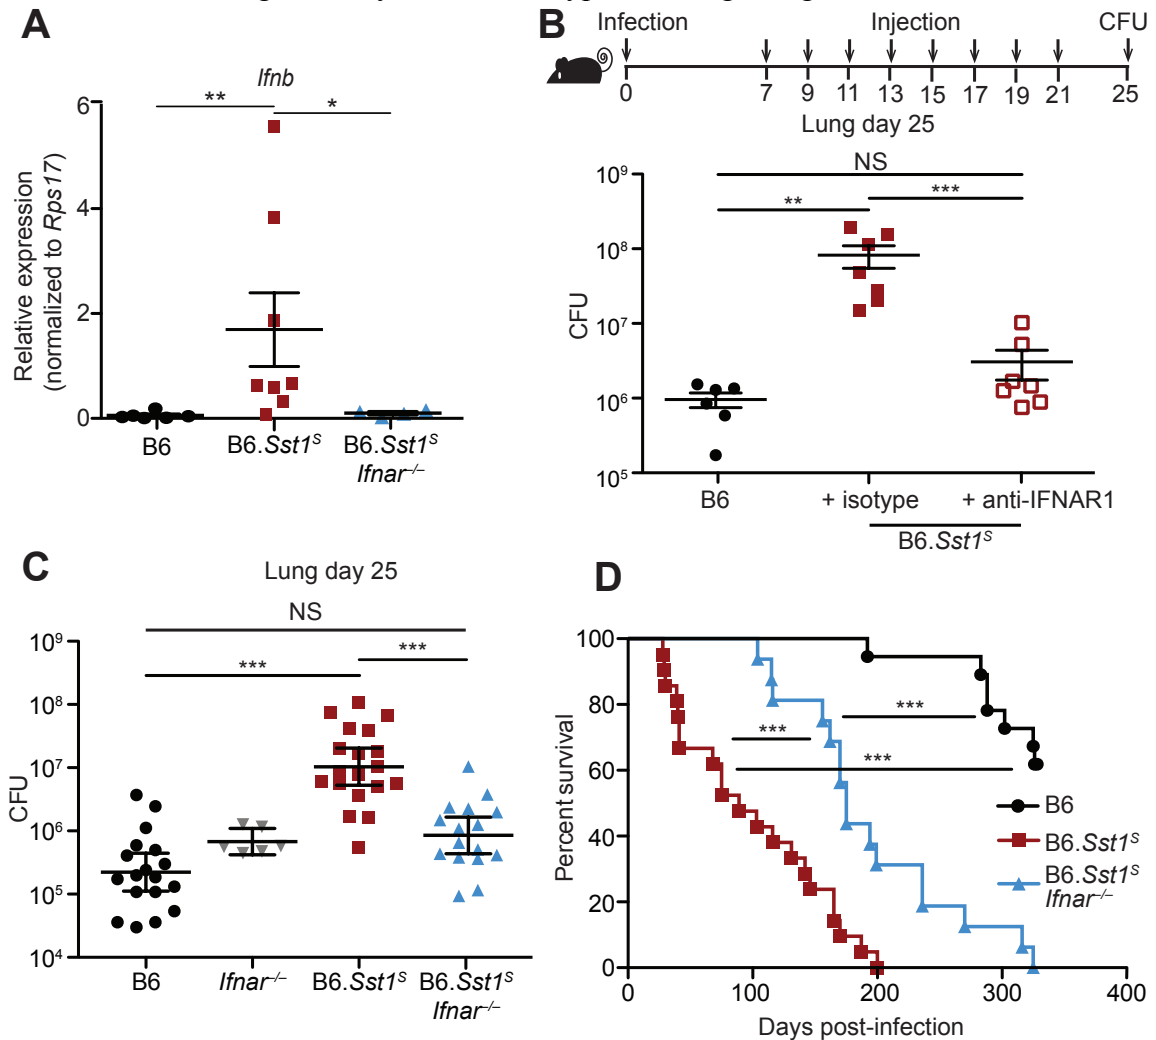 A
Ifnb
**
*
6
4
2
0
Relative expression
(normalized to Rps17)
B6
B6.Sst1ˢ
B6.Sst1ˢ
Ifnar⁻/⁻
B
Infection
Injection
CFU
0
7
9
11
13
15
17
19
21
25
Lung day 25
NS
**
***
10⁹
10⁸
10⁷
10⁶
10⁵
CFU
B6
+ isotype
+ anti-IFNAR1
B6.Sst1ˢ
C
Lung day 25
NS
***
***
10⁹
10⁸
10⁷
10⁶
10⁵
10⁴
CFU
B6
Ifnar⁻/⁻
B6.Sst1ˢ
B6.Sst1ˢ
Ifnar⁻/⁻
D
100
80
60
40
20
0
Percent survival
***
***
***
B6
B6.Sst1ˢ
B6.Sst1ˢ
Ifnar⁻/⁻
0
100
200
300
400
Days post-infection